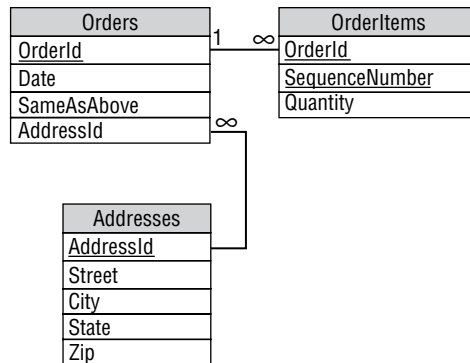 Orders
OrderId
Date
SameAsAbove
AddressId
1
∞
∞
OrderItems
OrderId
SequenceNumber
Quantity
Addresses
AddressId
Street
City
State
Zip